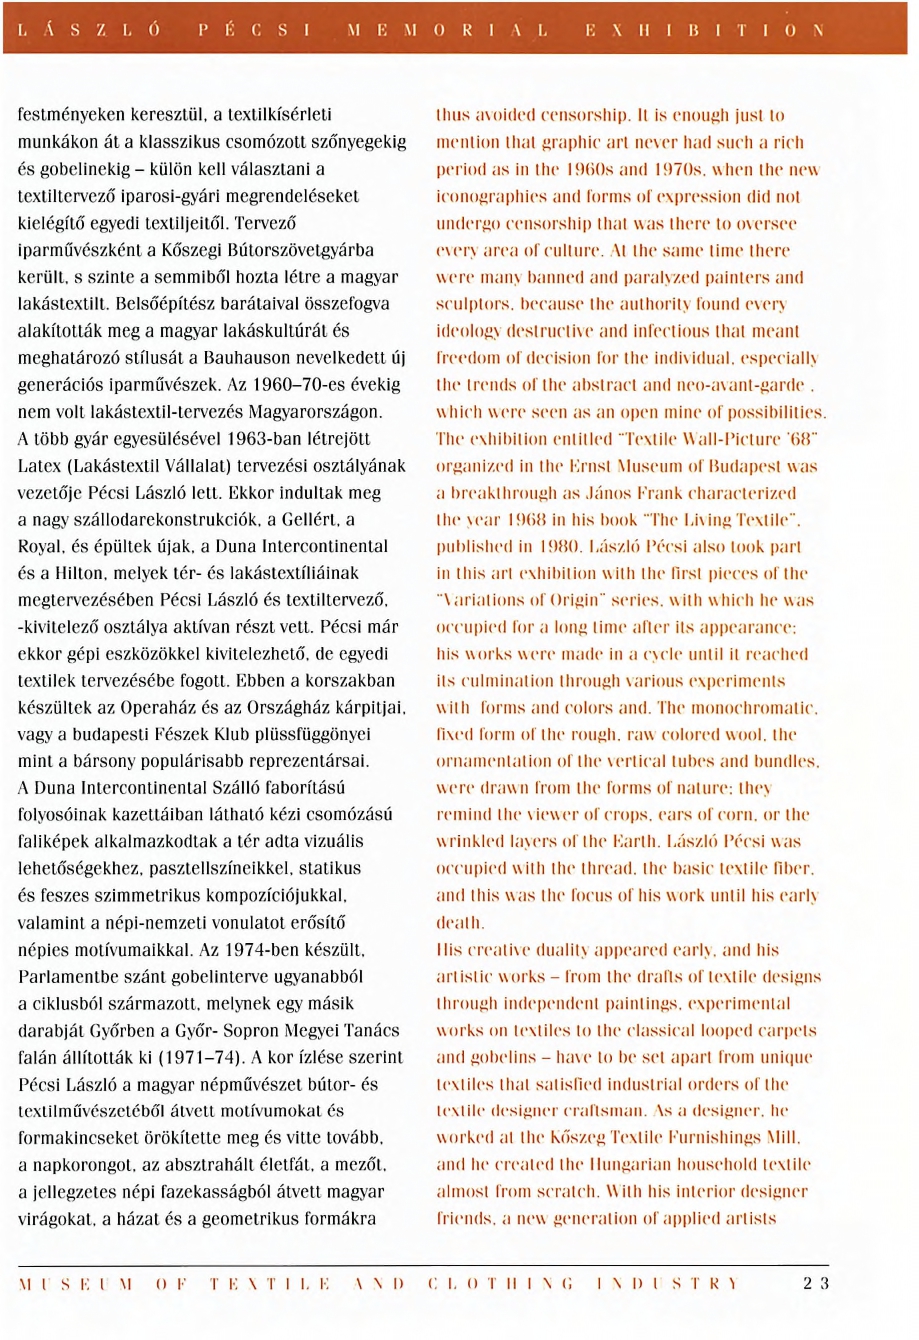 LÁSZLÓ PÉCSI MEMORIAL EXHIBITION
festményeken keresztül, a textilkísérleti
munkákon át a klasszikus csomózott szőnyegekig
és gobelinekig – külön kell választani a
textiltervező iparosi-gyári megrendeléseket
kielégítő egyedi textiljeitől. Tervező
iparművészként a Kőszegi Bútorszövetgyárba
került, s szinte a semmiből hozta létre a magyar
lakástextilt. Belsőépítész barátaival összefogva
alakították meg a magyar lakáskultúrát és
meghatározó stílusát a Bauhauson nevelkedett új
generációs iparművészek. Az 1960–70-es évekig
nem volt lakástextil-tervezés Magyarországon.
A több gyár egyesülésével 1963-ban létrejött
Latex (Lakástextil Vállalat) tervezési osztályának
vezetője Pécsi László lett. Ekkor indultak meg
a nagy szállodarekonstrukciók, a Gellért, a
Royal, és épültek újak, a Duna Intercontinental
és a Hilton, melyek tér- és lakástextíliáinak
megtervezésében Pécsi László és textiltervező,
-kivitelező osztálya aktívan részt vett. Pécsi már
ekkor gépi eszközökkel kivitelezhető, de egyedi
textilek tervezésébe fogott. Ebben a korszakban
készültek az Operaház és az Országház kárpitjai,
vagy a budapesti Fészek Klub plüssfüggönyei
mint a bársony populárisabb reprezentársai.
A Duna Intercontinental Szálló faborítású
folyosóinak kazettáiban látható kézi csomózású
faliképek alkalmazkodtak a tér adta vizuális
lehetőségekhez, pasztellszíneikkel, statikus
és feszes szimmetrikus kompozíciójukkal,
valamint a népi-nemzeti vonulatot erősítő
népies motívumaikkal. Az 1974-ben készült,
Parlamentbe szánt gobelinterve ugyanabból
a ciklusból származott, melynek egy másik
darabját Győrben a Győr- Sopron Megyei Tanács
falán állították ki (1971–74). A kor ízlése szerint
Pécsi László a magyar népművészet bútor- és
textilművészetéből átvett motívumokat és
formakincseket örökítette meg és vitte tovább,
a napkorongot, az absztrahált életfát, a mezőt,
a jellegzetes népi fazekasságból átvett magyar
virágokat, a házat és a geometrikus formákra
thus avoided censorship. It is enough just to
mention that graphic art never had such a rich
period as in the 1960s and 1970s, when the new
iconographies and forms of expression did not
undergo censorship that was there to oversee
every area of culture. At the same time there
were many banned and paralyzed painters and
sculptors, because the authority found every
ideology destructive and infectious that meant
freedom of decision for the individual, especially
the trends of the abstract and neo-avant-garde ,
which were seen as an open mine of possibilities.
The exhibition entitled "Textile Wall-Picture '68"
organized in the Ernst Museum of Budapest was
a breakthrough as János Frank characterized
the year 1968 in his book "The Living Textile",
published in 1980. László Pécsi also took part
in this art exhibition with the first pieces of the
"Variations of Origin" series, with which he was
occupied for a long time after its appearance;
his works were made in a cycle until it reached
its culmination through various experiments
with forms and colors and. The monochromatic,
fixed form of the rough, raw colored wool, the
ornamentation of the vertical tubes and bundles,
were drawn from the forms of nature; they
remind the viewer of crops, ears of corn, or the
wrinkled layers of the Earth. László Pécsi was
occupied with the thread, the basic textile fiber,
and this was the focus of his work until his early
death.
His creative duality appeared early, and his
artistic works – from the drafts of textile designs
through independent paintings, experimental
works on textiles to the classical looped carpets
and gobelins – have to be set apart from unique
textiles that satisfied industrial orders of the
textile designer craftsman. As a designer, he
worked at the Kőszeg Textile Furnishings Mill,
and he created the Hungarian household textile
almost from scratch. With his interior designer
friends, a new generation of applied artists
MUSEUM OF TEXTILE AND CLOTHING INDUSTRY 23